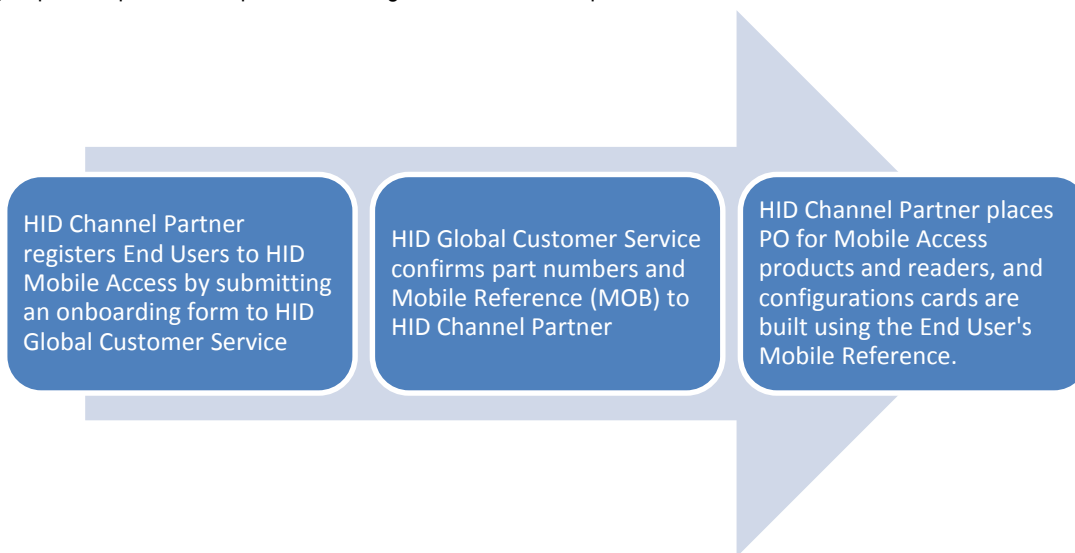 HID Channel Partner
registers End Users to HID
Mobile Access by submitting
an onboarding form to HID
Global Customer Service
HID Global Customer Service
confirms part numbers and
Mobile Reference (MOB) to
HID Channel Partner
HID Channel Partner places
PO for Mobile Access
products and readers, and
configurations cards are
built using the End User's
Mobile Reference.